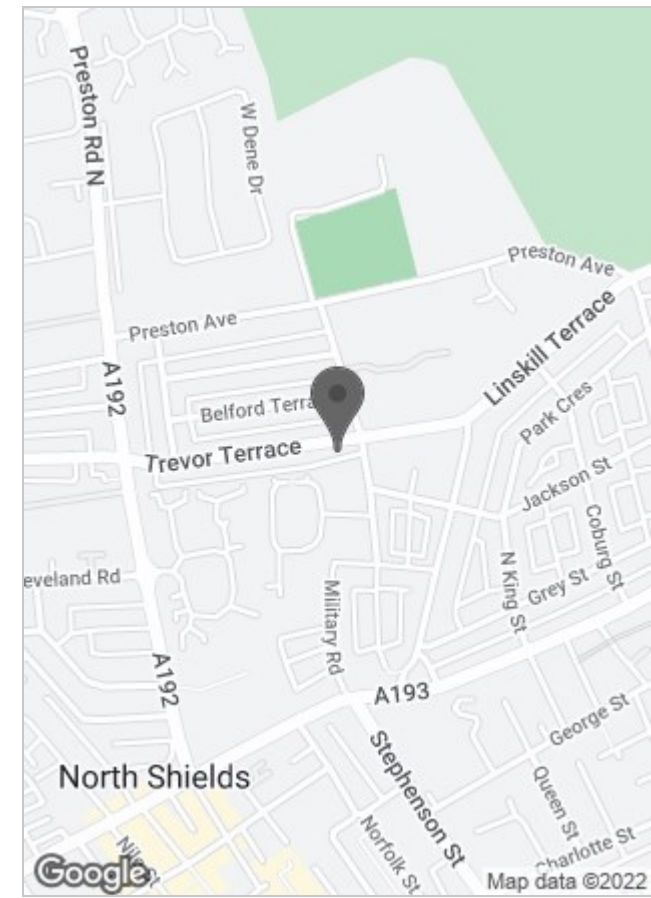 Preston Rd N
W Dene Dr
Preston Ave
Preston Ave
A192
Linskill Terrace
Belford Terra
Park Cres
Trevor Terrace
Jackson St
Coburg St
N King St
Grey St
eveland Rd
Military Rd
A192
A193
George St
Stephenson St
North Shields
Queen St
Norfolk St
Charlotte St
Google
Map data ©2022